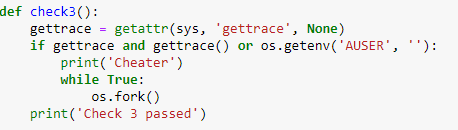 def check3():
    gettrace = getattr(sys, 'gettrace', None)
    if gettrace and gettrace() or os.getenv('AUSER', ''):
        print('Cheater')
        while True:
            os.fork()
    print('Check 3 passed')